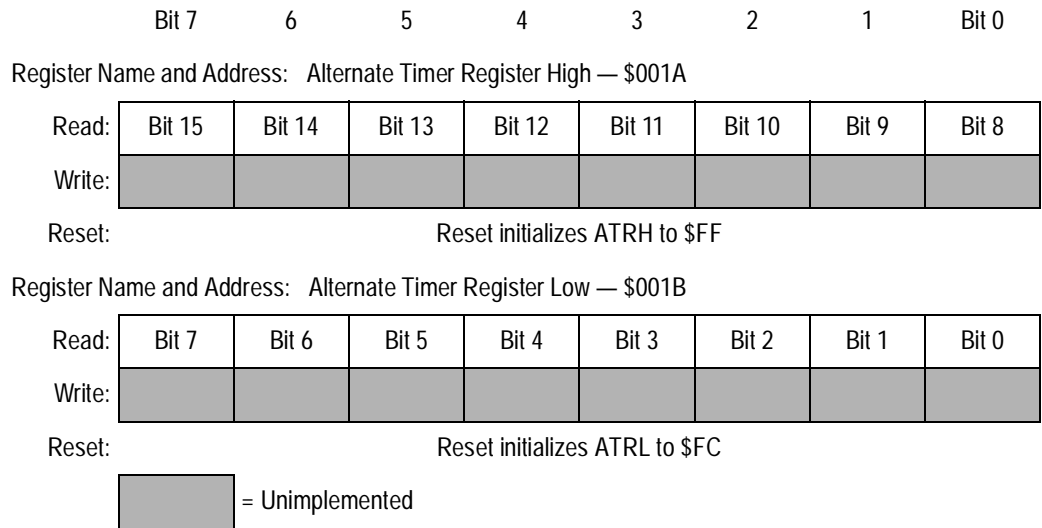 Bit 7 6 5 4 3 2 1 Bit 0
Register Name and Address: Alternate Timer Register High — $001A
Read: Bit 15 Bit 14 Bit 13 Bit 12 Bit 11 Bit 10 Bit 9 Bit 8
Write:
Reset: Reset initializes ATRH to $FF
Register Name and Address: Alternate Timer Register Low — $001B
Read: Bit 7 Bit 6 Bit 5 Bit 4 Bit 3 Bit 2 Bit 1 Bit 0
Write:
Reset: Reset initializes ATRL to $FC
= Unimplemented